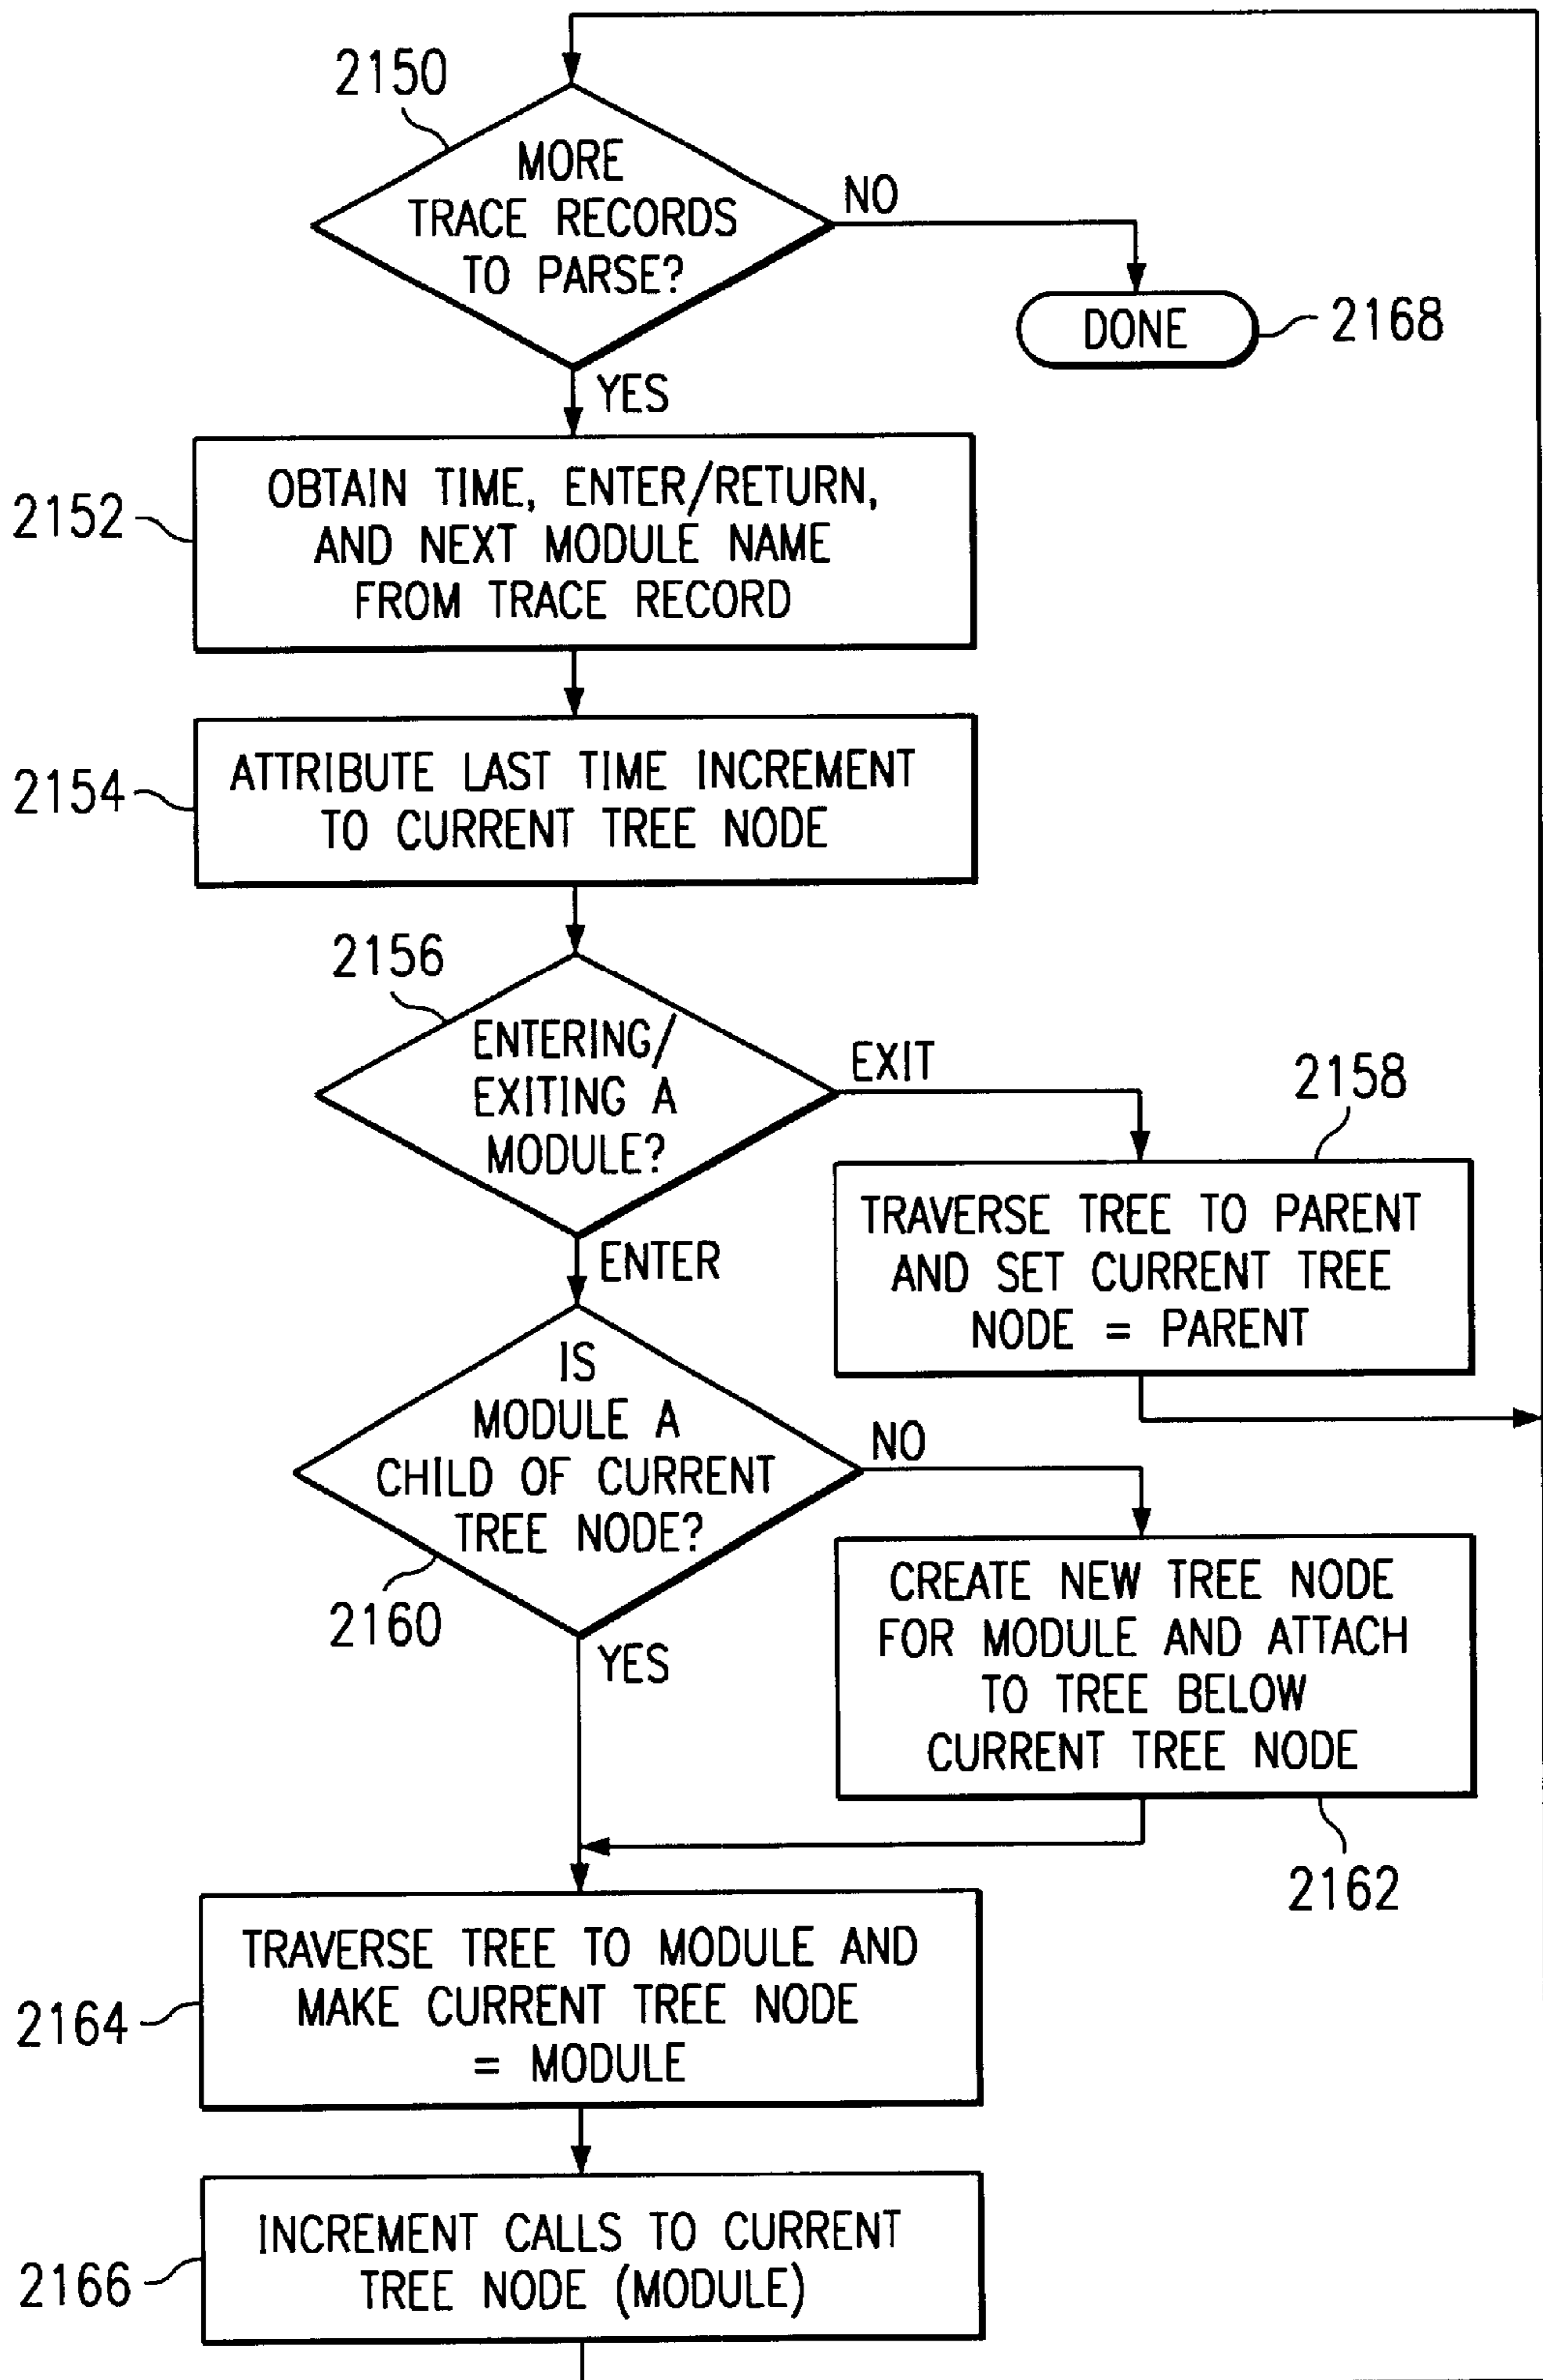 2150
MORE
TRACE RECORDS
TO PARSE?
NO
DONE
2168
YES
2152
OBTAIN TIME, ENTER/RETURN,
AND NEXT MODULE NAME
FROM TRACE RECORD
2154
ATTRIBUTE LAST TIME INCREMENT
TO CURRENT TREE NODE
2156
ENTERING/
EXITING A
MODULE?
EXIT
2158
TRAVERSE TREE TO PARENT
AND SET CURRENT TREE
NODE = PARENT
ENTER
IS
MODULE A
CHILD OF CURRENT
TREE NODE?
NO
2160
YES
CREATE NEW TREE NODE
FOR MODULE AND ATTACH
TO TREE BELOW
CURRENT TREE NODE
2162
2164
TRAVERSE TREE TO MODULE AND
MAKE CURRENT TREE NODE
= MODULE
2166
INCREMENT CALLS TO CURRENT
TREE NODE (MODULE)